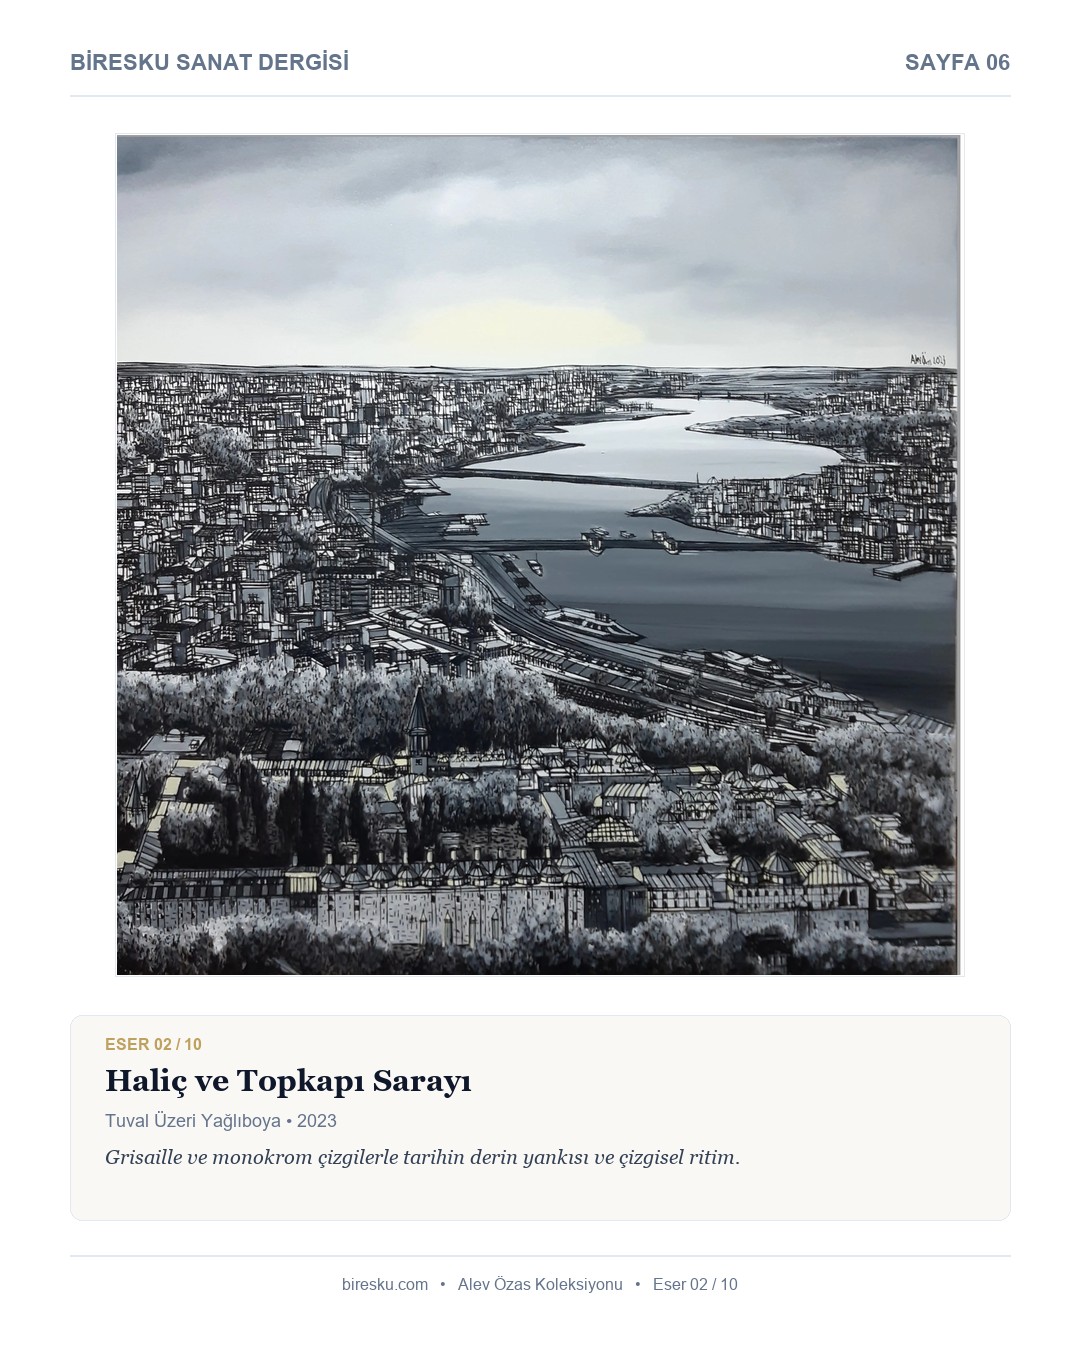 BİRESKU SANAT DERGİSİ
SAYFA 06
ESER 02 / 10
Haliç ve Topkapı Sarayı
Tuval Üzeri Yağlıboya • 2023
Grisaille ve monokrom çizgilerle tarihin derin yankısı ve çizgisel ritim.
biresku.com • Alev Özas Koleksiyonu • Eser 02 / 10